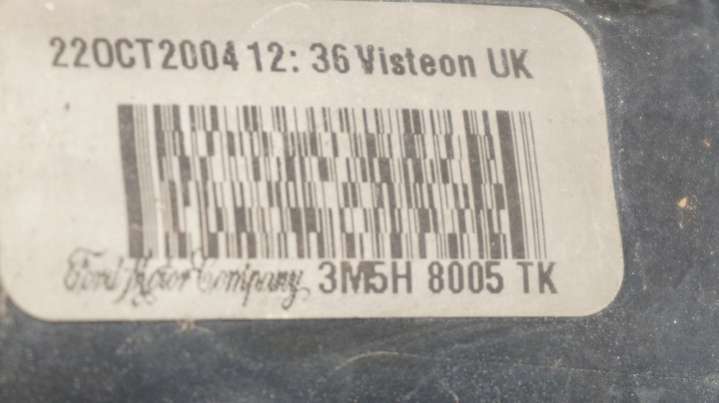 22OCT2004 12: 36 Visteon UK
Ford Motor Company 3M5H 8005 TK